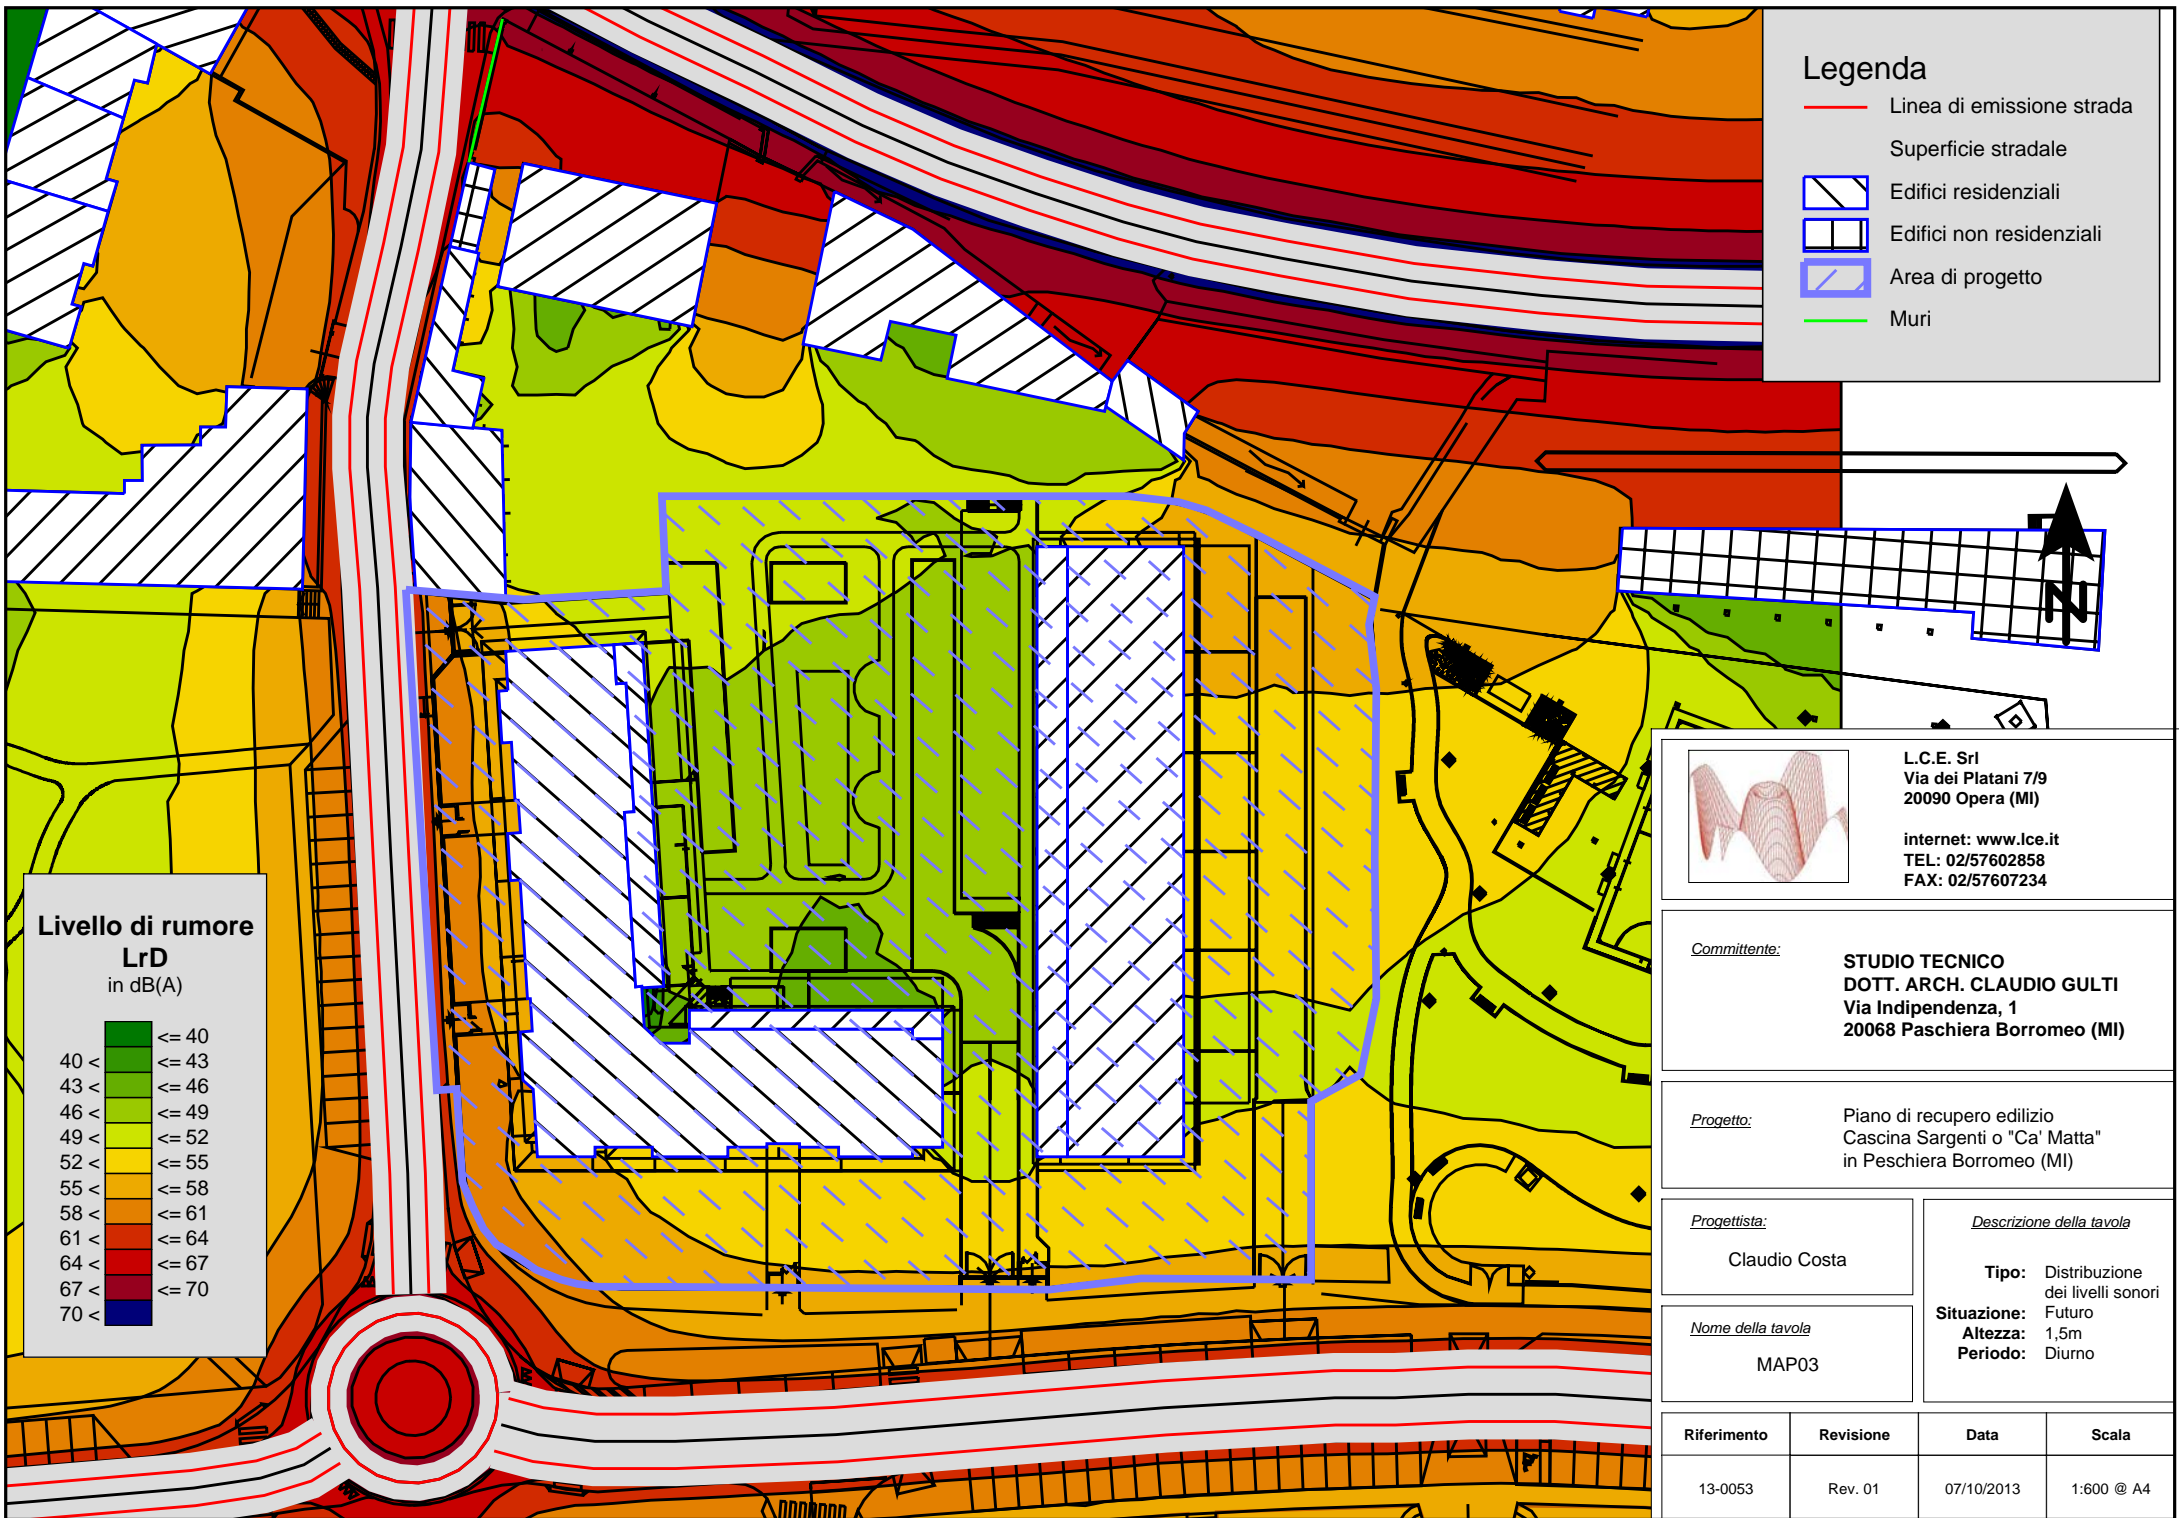 Legenda
Linea di emissione strada
Superficie stradale
Edifici residenziali
Edifici non residenziali
Area di progetto
Muri
N
L.C.E. Srl
Via dei Platani 7/9
20090 Opera (MI)
internet: www.lce.it
TEL: 02/57602858
FAX: 02/57607234
Livello di rumore
LrD
in dB(A)
<= 40
40 < <= 43
43 < <= 46
46 < <= 49
49 < <= 52
52 < <= 55
55 < <= 58
58 < <= 61
61 < <= 64
64 < <= 67
67 < <= 70
70 <
Committente:
STUDIO TECNICO
DOTT. ARCH. CLAUDIO GULTI
Via Indipendenza, 1
20068 Paschiera Borromeo (MI)
Progetto:
Piano di recupero edilizio
Cascina Sargenti o "Ca' Matta"
in Peschiera Borromeo (MI)
Progettista:
Claudio Costa
Nome della tavola
MAP03
Descrizione della tavola
Tipo: Distribuzione
dei livelli sonori
Situazione: Futuro
Altezza: 1,5m
Periodo: Diurno
Riferimento Revisione Data Scala
13-0053 Rev. 01 07/10/2013 1:600 @ A4